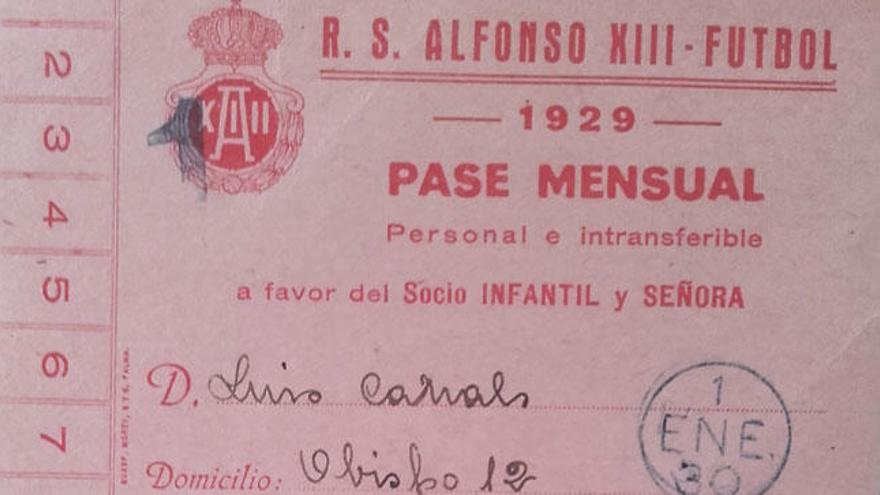 R. S. ALFONSO XIII - FUTBOL
1929
PASE MENSUAL
Personal e intransferible
a favor del Socio INFANTIL y SEÑORA
D. Luis Canals
Domicilio: Obispo 12
1
ENE.
30
2
3
4
5
6
7